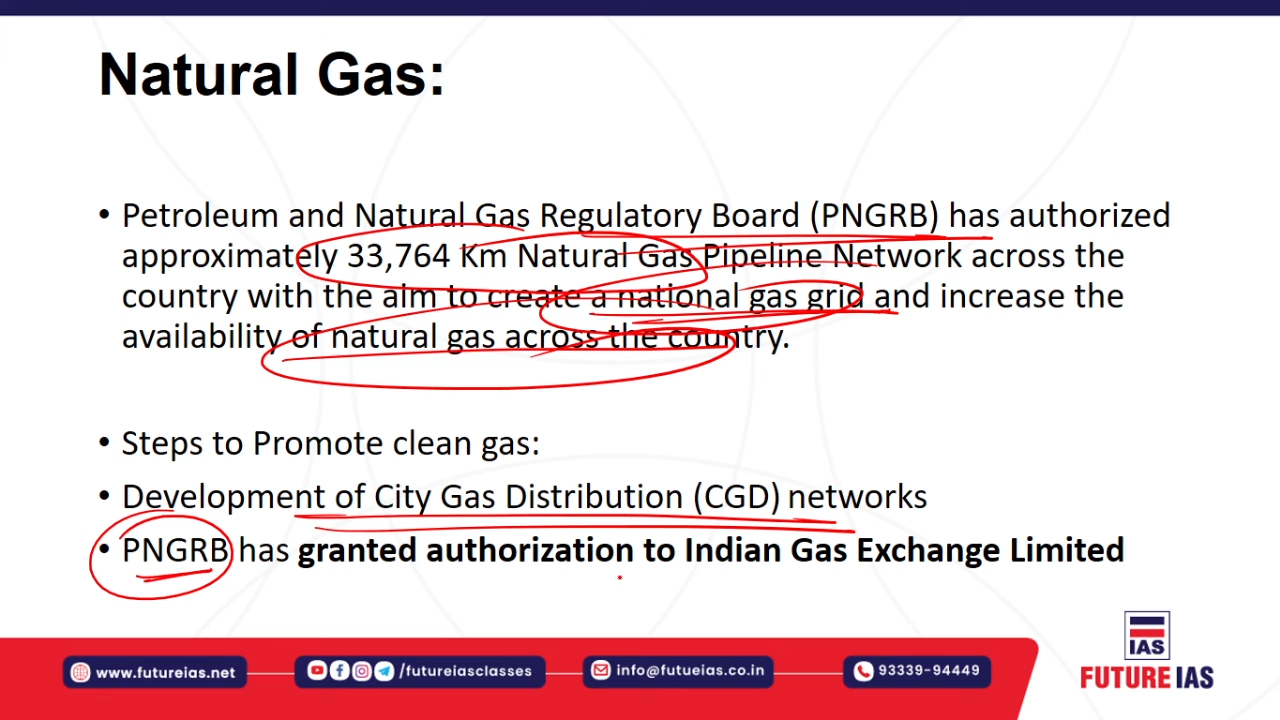 Natural Gas:
• Petroleum and Natural Gas Regulatory Board (PNGRB) has authorized
approximately 33,764 Km Natural Gas Pipeline Network across the
country with the aim to create a national gas grid and increase the
availability of natural gas across the country.
• Steps to Promote clean gas:
• Development of City Gas Distribution (CGD) networks
• PNGRB has granted authorization to Indian Gas Exchange Limited
www.futureias.net
/futureiasclasses
info@futueias.co.in
93339-94449
IAS
FUTURE IAS